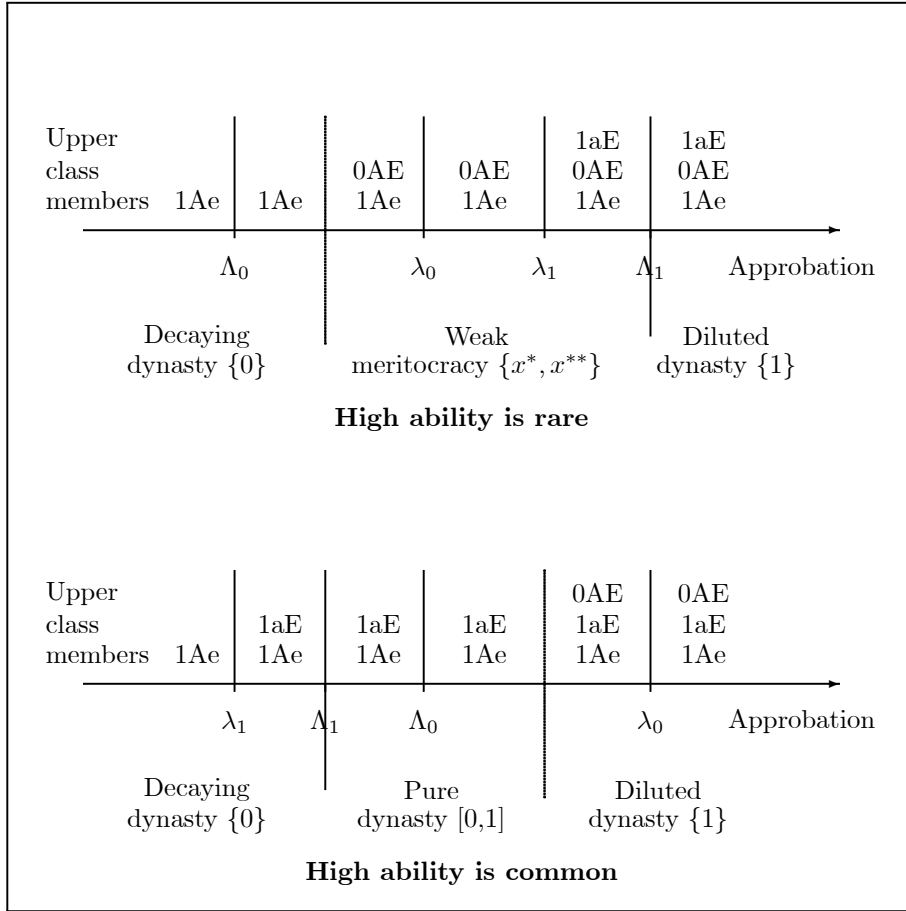 Upper 1aE 1aE
class 0AE 0AE 0AE 0AE
members 1Ae 1Ae 1Ae 1Ae 1Ae 1Ae
Λ₀ λ₀ λ₁ Λ₁ Approbation
Decaying Weak Diluted
dynasty {0} meritocracy {x*, x**} dynasty {1}
High ability is rare
Upper 0AE 0AE
class 1aE 1aE 1aE 1aE 1aE
members 1Ae 1Ae 1Ae 1Ae 1Ae 1Ae
λ₁ Λ₁ Λ₀ λ₀ Approbation
Decaying Pure Diluted
dynasty {0} dynasty [0,1] dynasty {1}
High ability is common